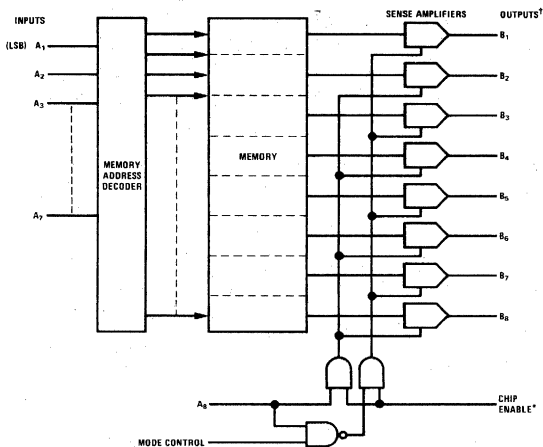 INPUTS
SENSE AMPLIFIERS
OUTPUTS†
(LSB) A1
B1
A2
B2
A3
B3
MEMORY
ADDRESS
DECODER
MEMORY
B4
B5
A7
B6
B7
B8
A8
CHIP
ENABLE*
MODE CONTROL